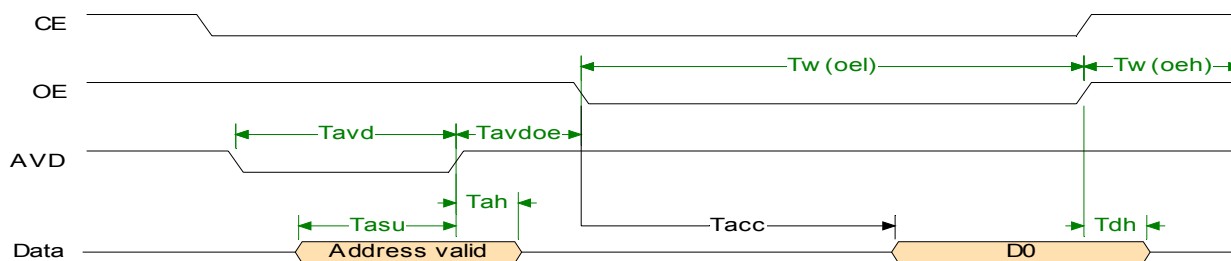 CE
Tw (oel) Tw (oeh)
OE
Tavd Tavdoe
AVD
Tah
Tasu Tacc Tdh
Data Address valid D0